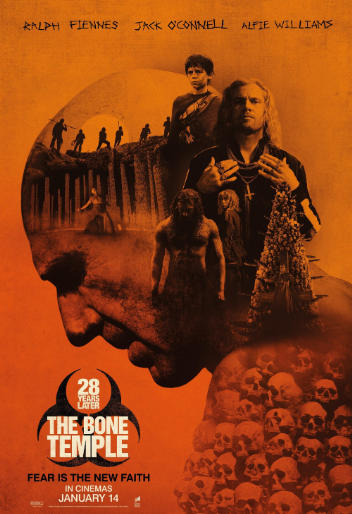 RALPH FIENNES JACK O'CONNELL ALFIE WILLIAMS
28
YEARS
LATER
THE BONE
TEMPLE
FEAR IS THE NEW FAITH
IN CINEMAS
JANUARY 14